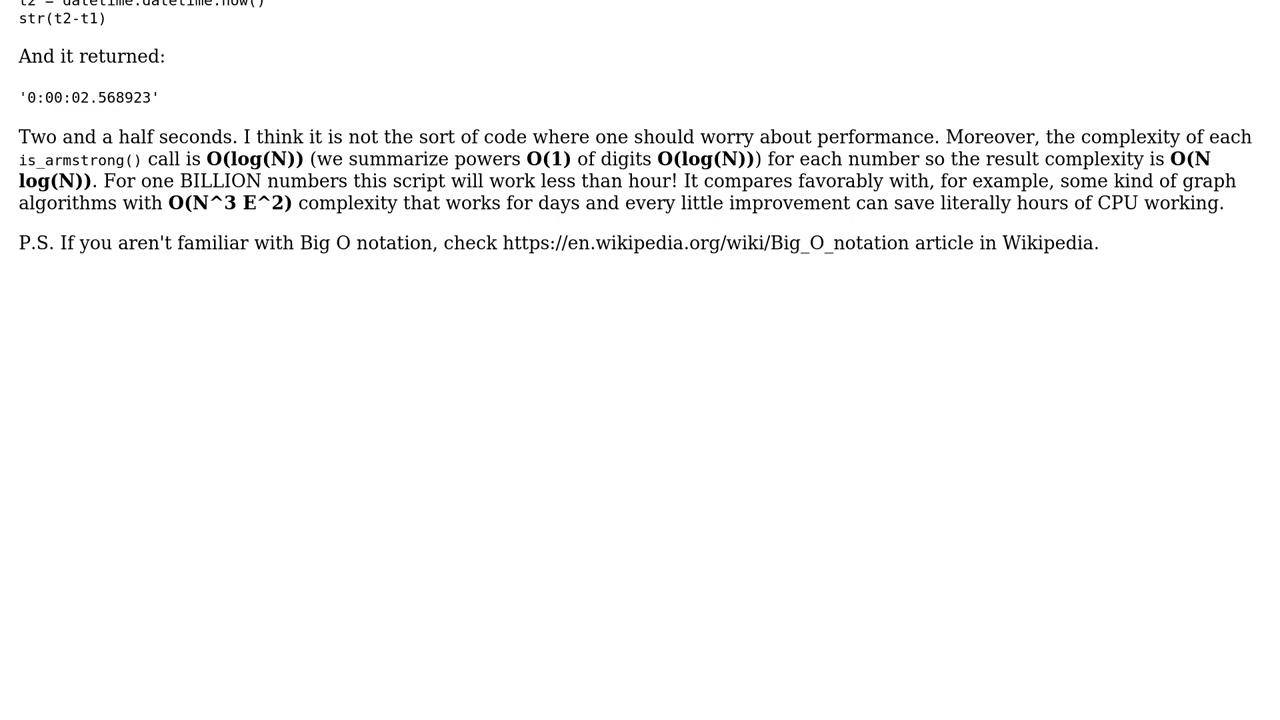 t2 = datetime.datetime.now()
str(t2-t1)
And it returned:
'0:00:02.568923'
Two and a half seconds. I think it is not the sort of code where one should worry about performance. Moreover, the complexity of each
is_armstrong() call is O(log(N)) (we summarize powers O(1) of digits O(log(N))) for each number so the result complexity is O(N
log(N)). For one BILLION numbers this script will work less than hour! It compares favorably with, for example, some kind of graph
algorithms with O(N^3 E^2) complexity that works for days and every little improvement can save literally hours of CPU working.
P.S. If you aren't familiar with Big O notation, check https://en.wikipedia.org/wiki/Big_O_notation article in Wikipedia.